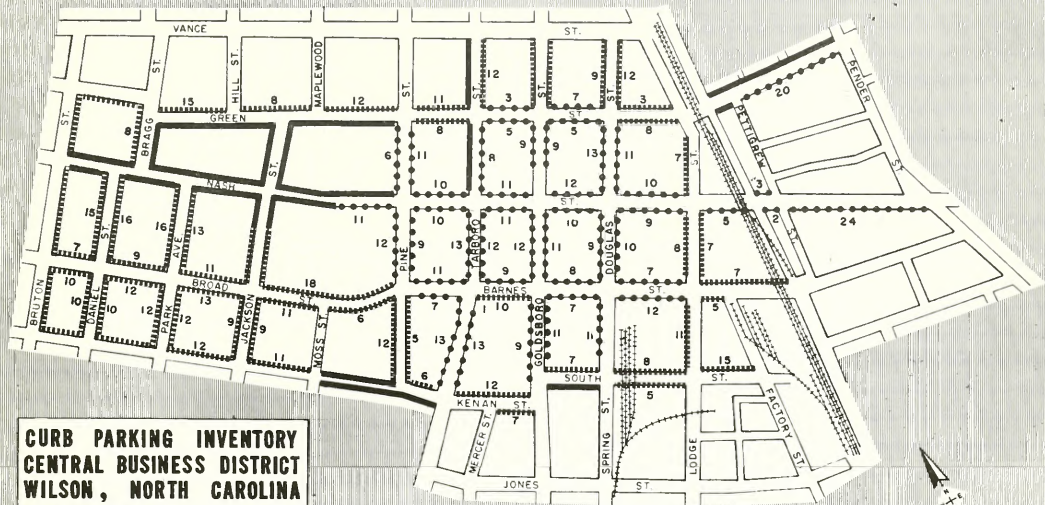 VANCE ST.
ST. BRAGG ST. HILL ST. MAPLEWOOD ST. ST. ST. ST. ST.
12 9 12
20
PENDER ST.
15 8 12 11 3 7 3
GREEN ST.
PETTIGREW ST.
8
6 11 8 10
8 5 9 11
5 9 13 12
8 11 7 10
3
NASH ST.
15 7
16 16 9
13 11
11 12 18
10 9 13 11
11 12 12 9
10 11 9 8
9 10 8 7
5 7 7
2
24
BRUTON ST. DANIEL PARK AVE JACKSON ST. MOSS ST. PINE TARBORO GOLDSBORO DOUGLAS
BROAD ST.
BARNES ST.
10 10
12 10 12
13 12 9 12
11 9 11
6 12
7 5 13 6
1 10 13 9 12
7 11 11 7
12 11 8
5 15
SOUTH ST.
KENAN ST.
7
5
MERCER ST.
SPRING ST.
LODGE
FACTORY ST.
JONES ST.
CURB PARKING INVENTORY
CENTRAL BUSINESS DISTRICT
WILSON, NORTH CAROLINA
N
E